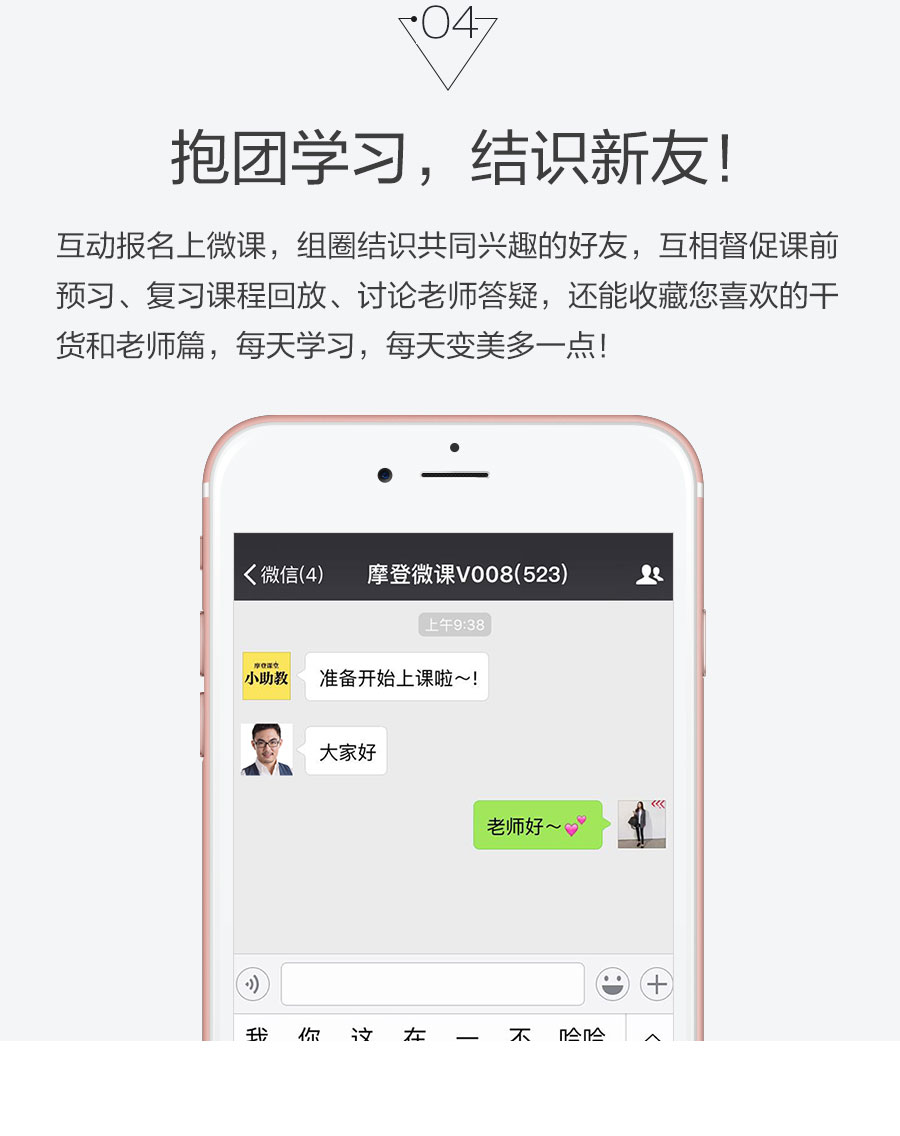 04
抱团学习，结识新友！
互动报名上微课，组圈结识共同兴趣的好友，互相督促课前
预习、复习课程回放、讨论老师答疑，还能收藏您喜欢的干
货和老师篇，每天学习，每天变美多一点！
微信(4) 摩登微课V008(523)
上午9:38
摩登课堂
小助教
准备开始上课啦～!
大家好
老师好～💕
我 你 这 在 一 不 哈哈